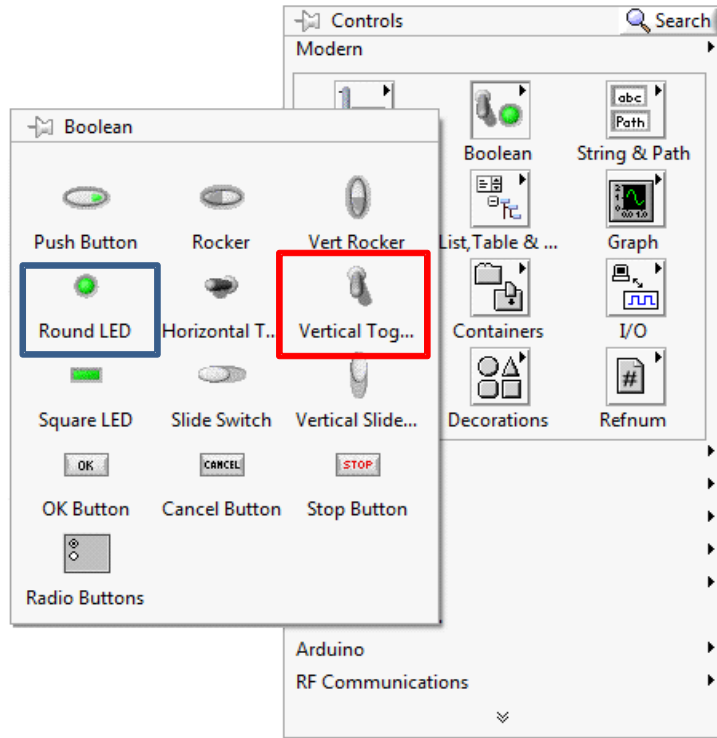 Controls
Search
Modern
Boolean
String & Path
abc
Path
List, Table & ...
Graph
Containers
I/O
Decorations
Refnum
#
Arduino
RF Communications
Boolean
Push Button
Rocker
Vert Rocker
Round LED
Horizontal T...
Vertical Tog...
Square LED
Slide Switch
Vertical Slide...
OK
CANCEL
STOP
OK Button
Cancel Button
Stop Button
Radio Buttons